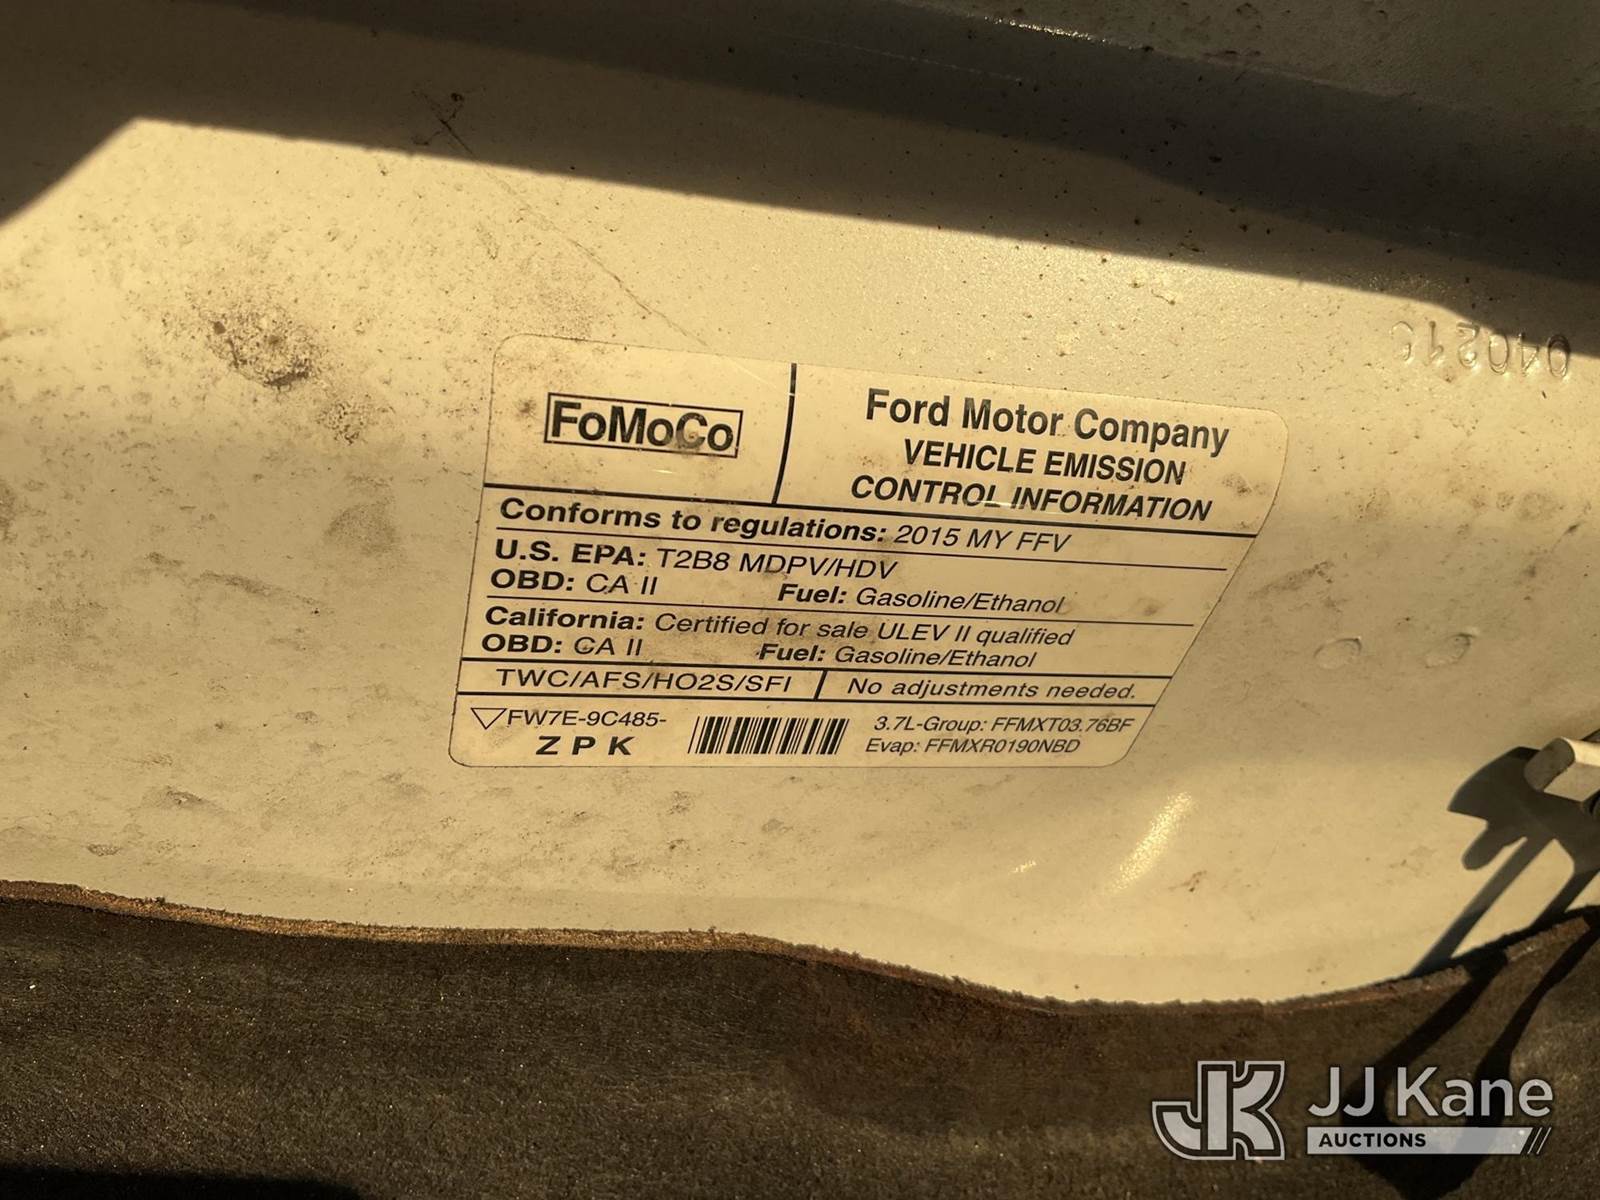 FoMoCo
Ford Motor Company
VEHICLE EMISSION
CONTROL INFORMATION
Conforms to regulations: 2015 MY FFV
U.S. EPA: T2B8 MDPV/HDV
OBD: CA II Fuel: Gasoline/Ethanol
California: Certified for sale ULEV II qualified
OBD: CA II Fuel: Gasoline/Ethanol
TWC/AFS/HO2S/SFI No adjustments needed.
FW7E-9C485-
Z P K
3.7L-Group: FFMXT03.76BF
Evap: FFMXR0190NBD
JK JJ Kane
AUCTIONS